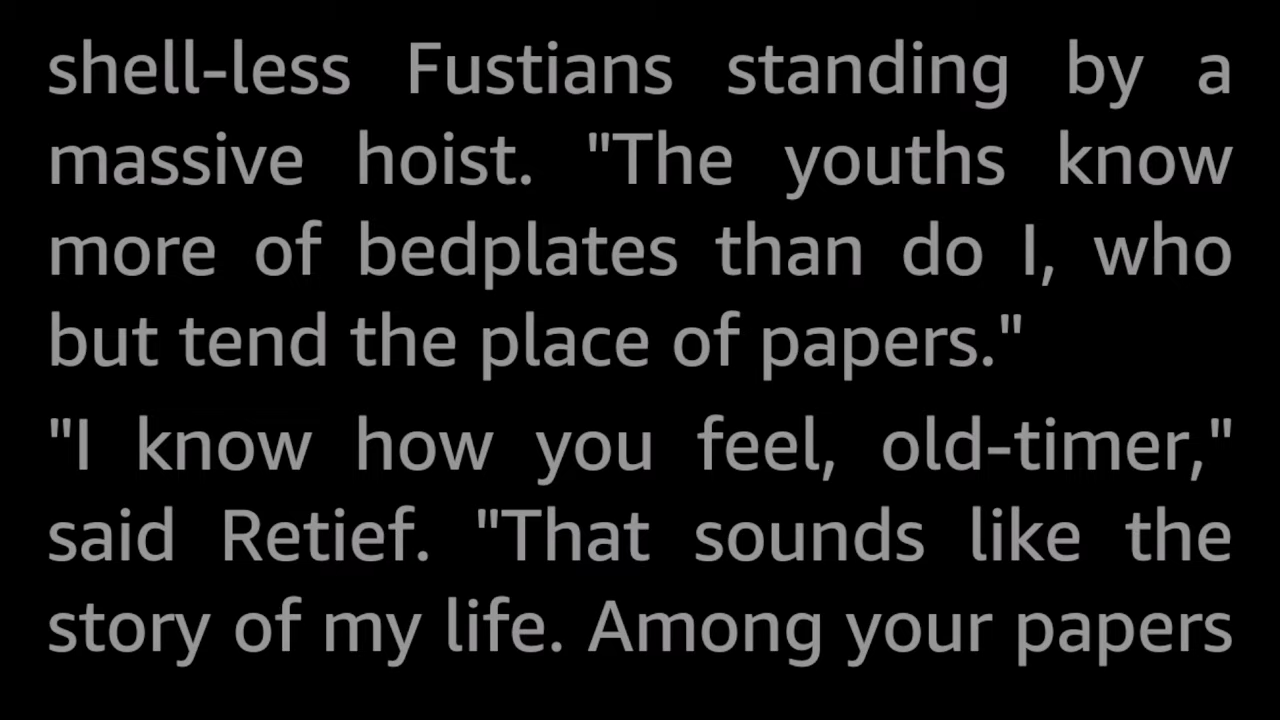 shell-less Fustians standing by a
massive hoist. "The youths know
more of bedplates than do I, who
but tend the place of papers."
"I know how you feel, old-timer,"
said Retief. "That sounds like the
story of my life. Among your papers